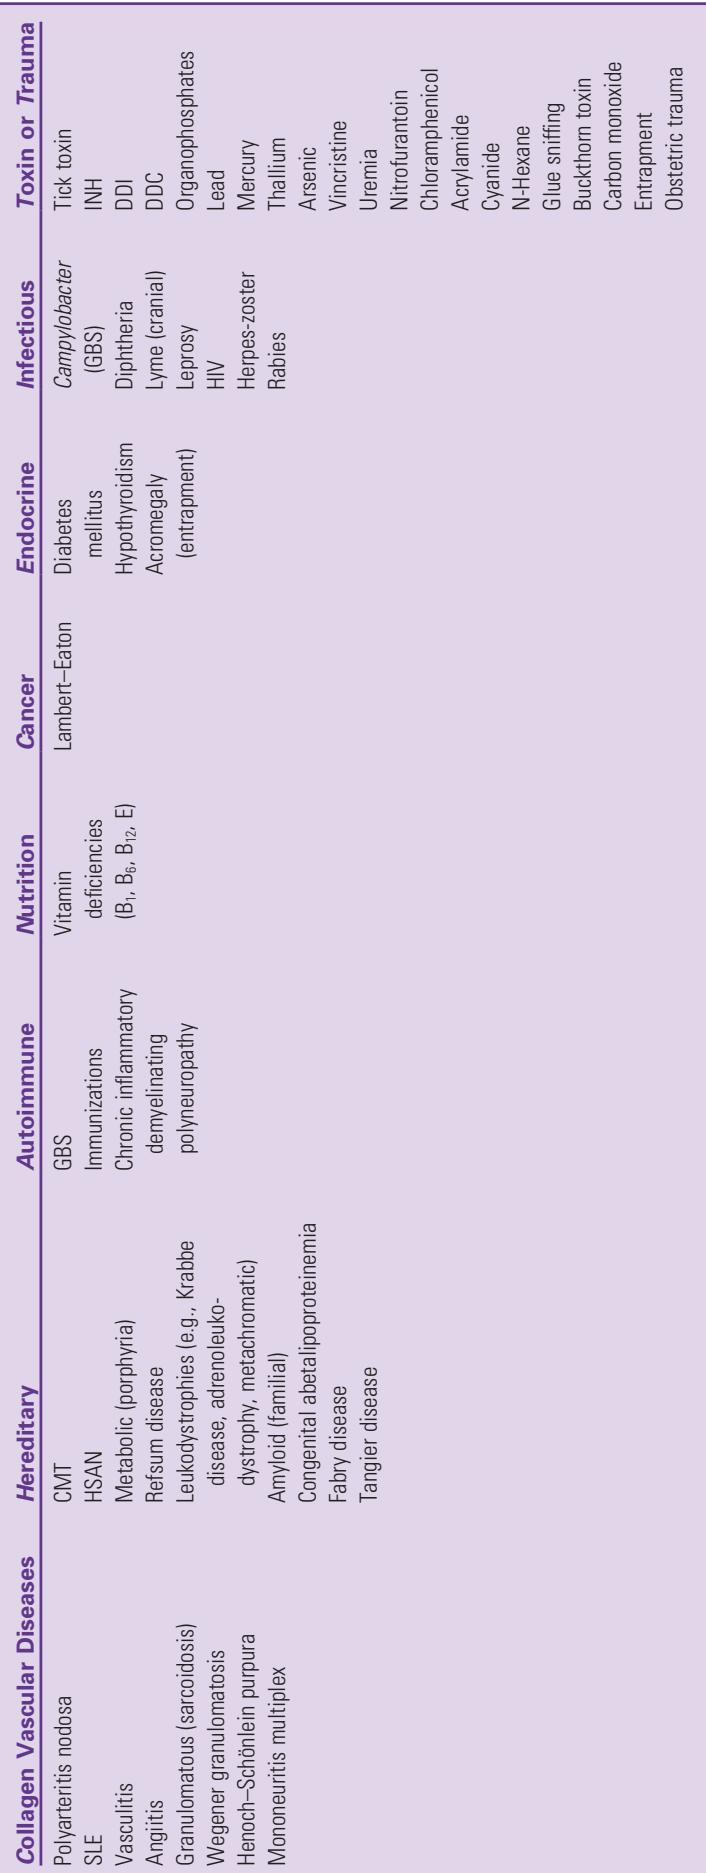 Collagen Vascular Diseases
Polyarteritis nodosa
SLE
Vasculitis
Angiitis
Granulomatous (sarcoidosis)
Wegener granulomatosis
Henoch–Schönlein purpura
Mononeuritis multiplex
Hereditary
CMT
HSAN
Metabolic (porphyria)
Refsum disease
Leukodystrophies (e.g., Krabbe
disease, adrenoleuko-
dystrophy, metachromatic)
Amyloid (familial)
Congenital abetalipoproteinemia
Fabry disease
Tangier disease
Autoimmune
GBS
Immunizations
Chronic inflammatory
demyelinating
polyneuropathy
Nutrition
Vitamin
deficiencies
(B₁, B₆, B₁₂, E)
Cancer
Lambert–Eaton
Endocrine
Diabetes
mellitus
Hypothyroidism
Acromegaly
(entrapment)
Infectious
Campylobacter
(GBS)
Diphtheria
Lyme (cranial)
Leprosy
HIV
Herpes-zoster
Rabies
Toxin or Trauma
Tick toxin
INH
DDI
DDC
Organophosphates
Lead
Mercury
Thallium
Arsenic
Vincristine
Uremia
Nitrofurantoin
Chloramphenicol
Acrylamide
Cyanide
N-Hexane
Glue sniffing
Buckthorn toxin
Carbon monoxide
Entrapment
Obstetric trauma